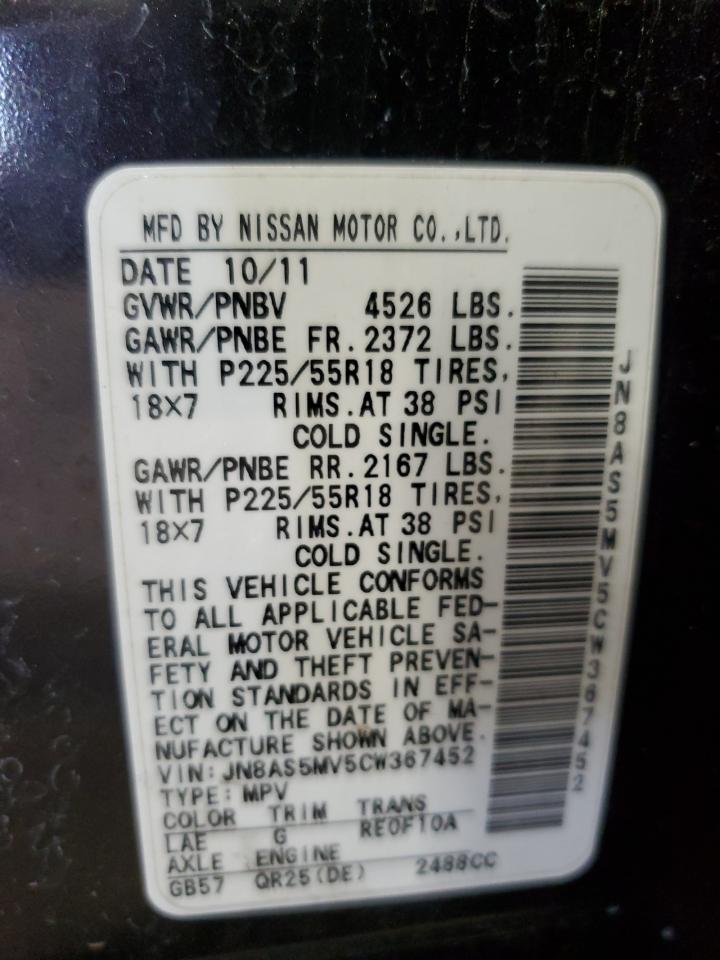 MFD BY NISSAN MOTOR CO.,LTD.
DATE 10/11
GVWR/PNBV 4526 LBS.
GAWR/PNBE FR.2372 LBS.
WITH P225/55R18 TIRES,
18X7 RIMS.AT 38 PSI
COLD SINGLE.
GAWR/PNBE RR.2167 LBS.
WITH P225/55R18 TIRES,
18X7 RIMS.AT 38 PSI
COLD SINGLE.
THIS VEHICLE CONFORMS
TO ALL APPLICABLE FED-
ERAL MOTOR VEHICLE SA-
FETY AND THEFT PREVEN-
TION STANDARDS IN EFF-
ECT ON THE DATE OF MA-
NUFACTURE SHOWN ABOVE.
VIN:JN8AS5MV5CW367452
TYPE:MPV
COLOR TRIM TRANS
LAE G RE0F10A
AXLE ENGINE
GB57 QR25(DE) 2488CC
JN8AS5MV5CW367452